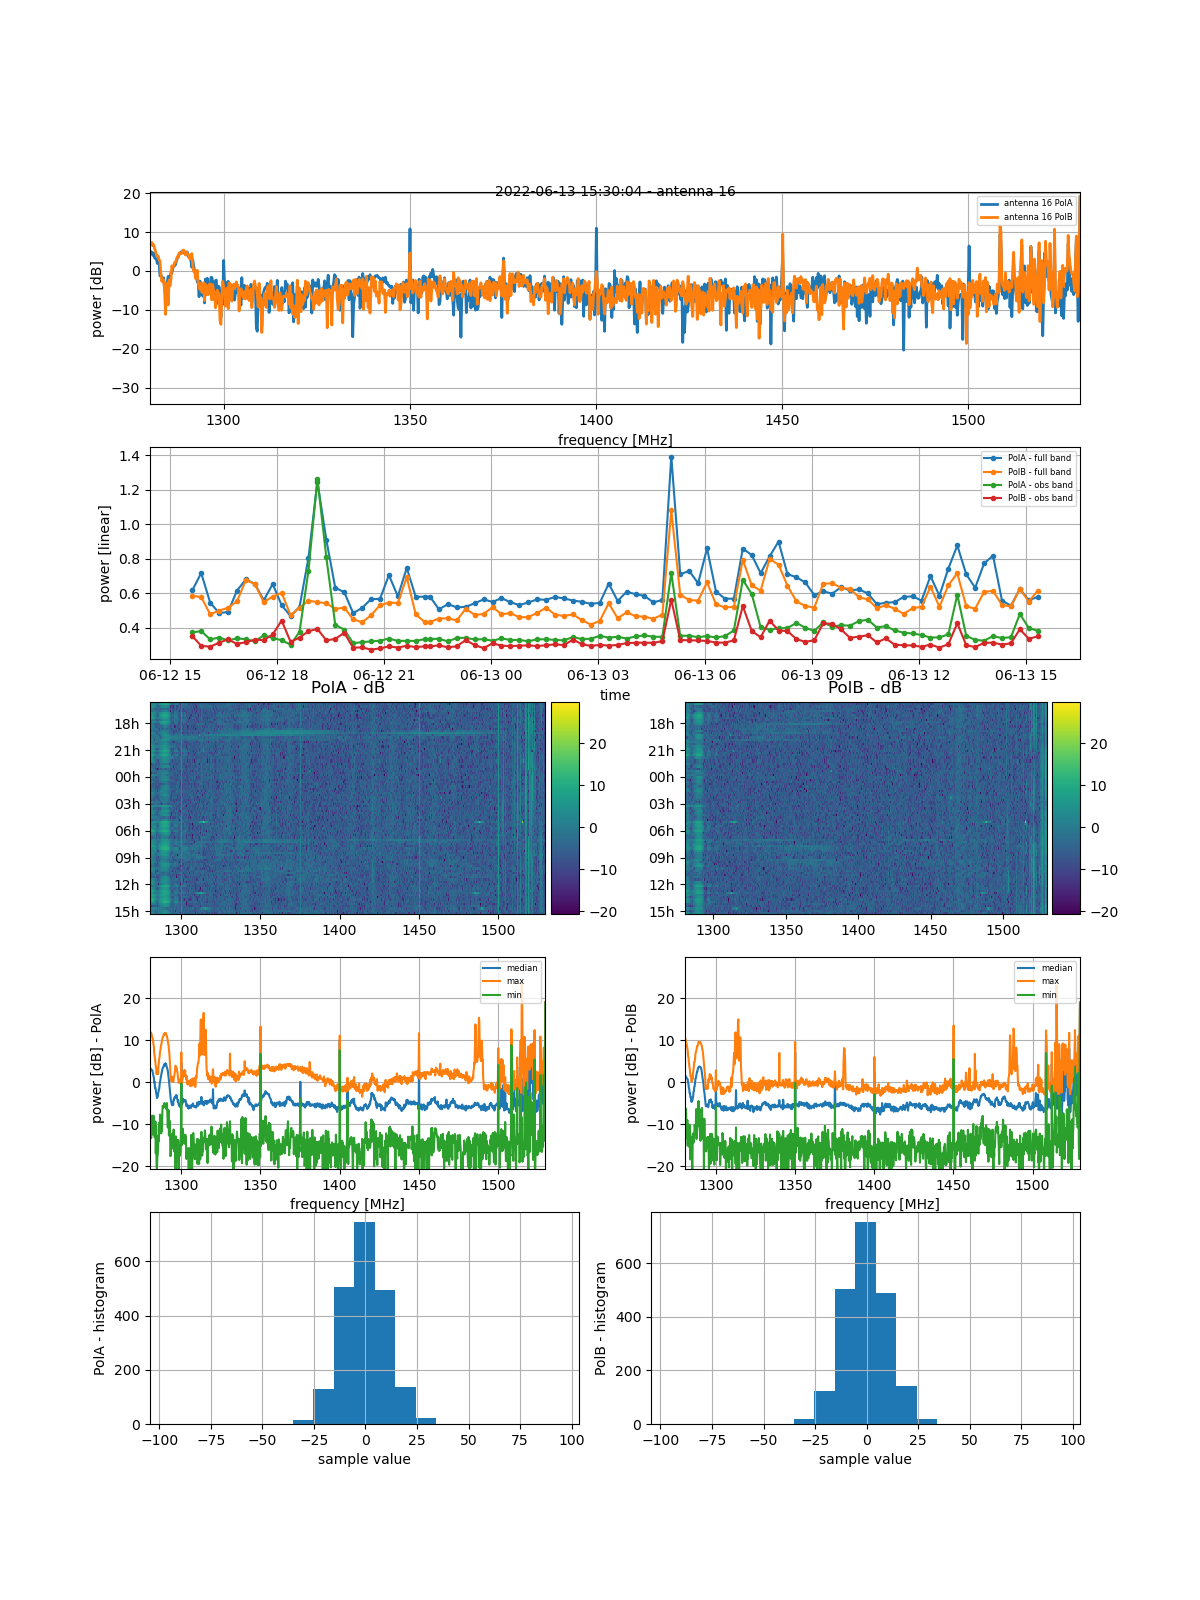 2022-06-13 15:30:04 - antenna 16
20
10
0
−10
−20
−30
power [dB]
antenna 16 PolA
antenna 16 PolB
1300 1350 1400 1450 1500
frequency [MHz]
1.4
1.2
1.0
0.8
0.6
0.4
power [linear]
PolA - full band
PolB - full band
PolA - obs band
PolB - obs band
06-12 15 06-12 18 06-12 21 06-13 00 06-13 03 06-13 06 06-13 09 06-13 12 06-13 15
time
PolA - dB
18h
21h
00h
03h
06h
09h
12h
15h
1300 1350 1400 1450 1500
20
10
0
−10
−20
PolB - dB
18h
21h
00h
03h
06h
09h
12h
15h
1300 1350 1400 1450 1500
20
10
0
−10
−20
power [dB] - PolA
20
10
0
−10
−20
median
max
min
1300 1350 1400 1450 1500
frequency [MHz]
power [dB] - PolB
20
10
0
−10
−20
median
max
min
1300 1350 1400 1450 1500
frequency [MHz]
PolA - histogram
600
400
200
0
−100 −75 −50 −25 0 25 50 75 100
sample value
PolB - histogram
600
400
200
0
−100 −75 −50 −25 0 25 50 75 100
sample value